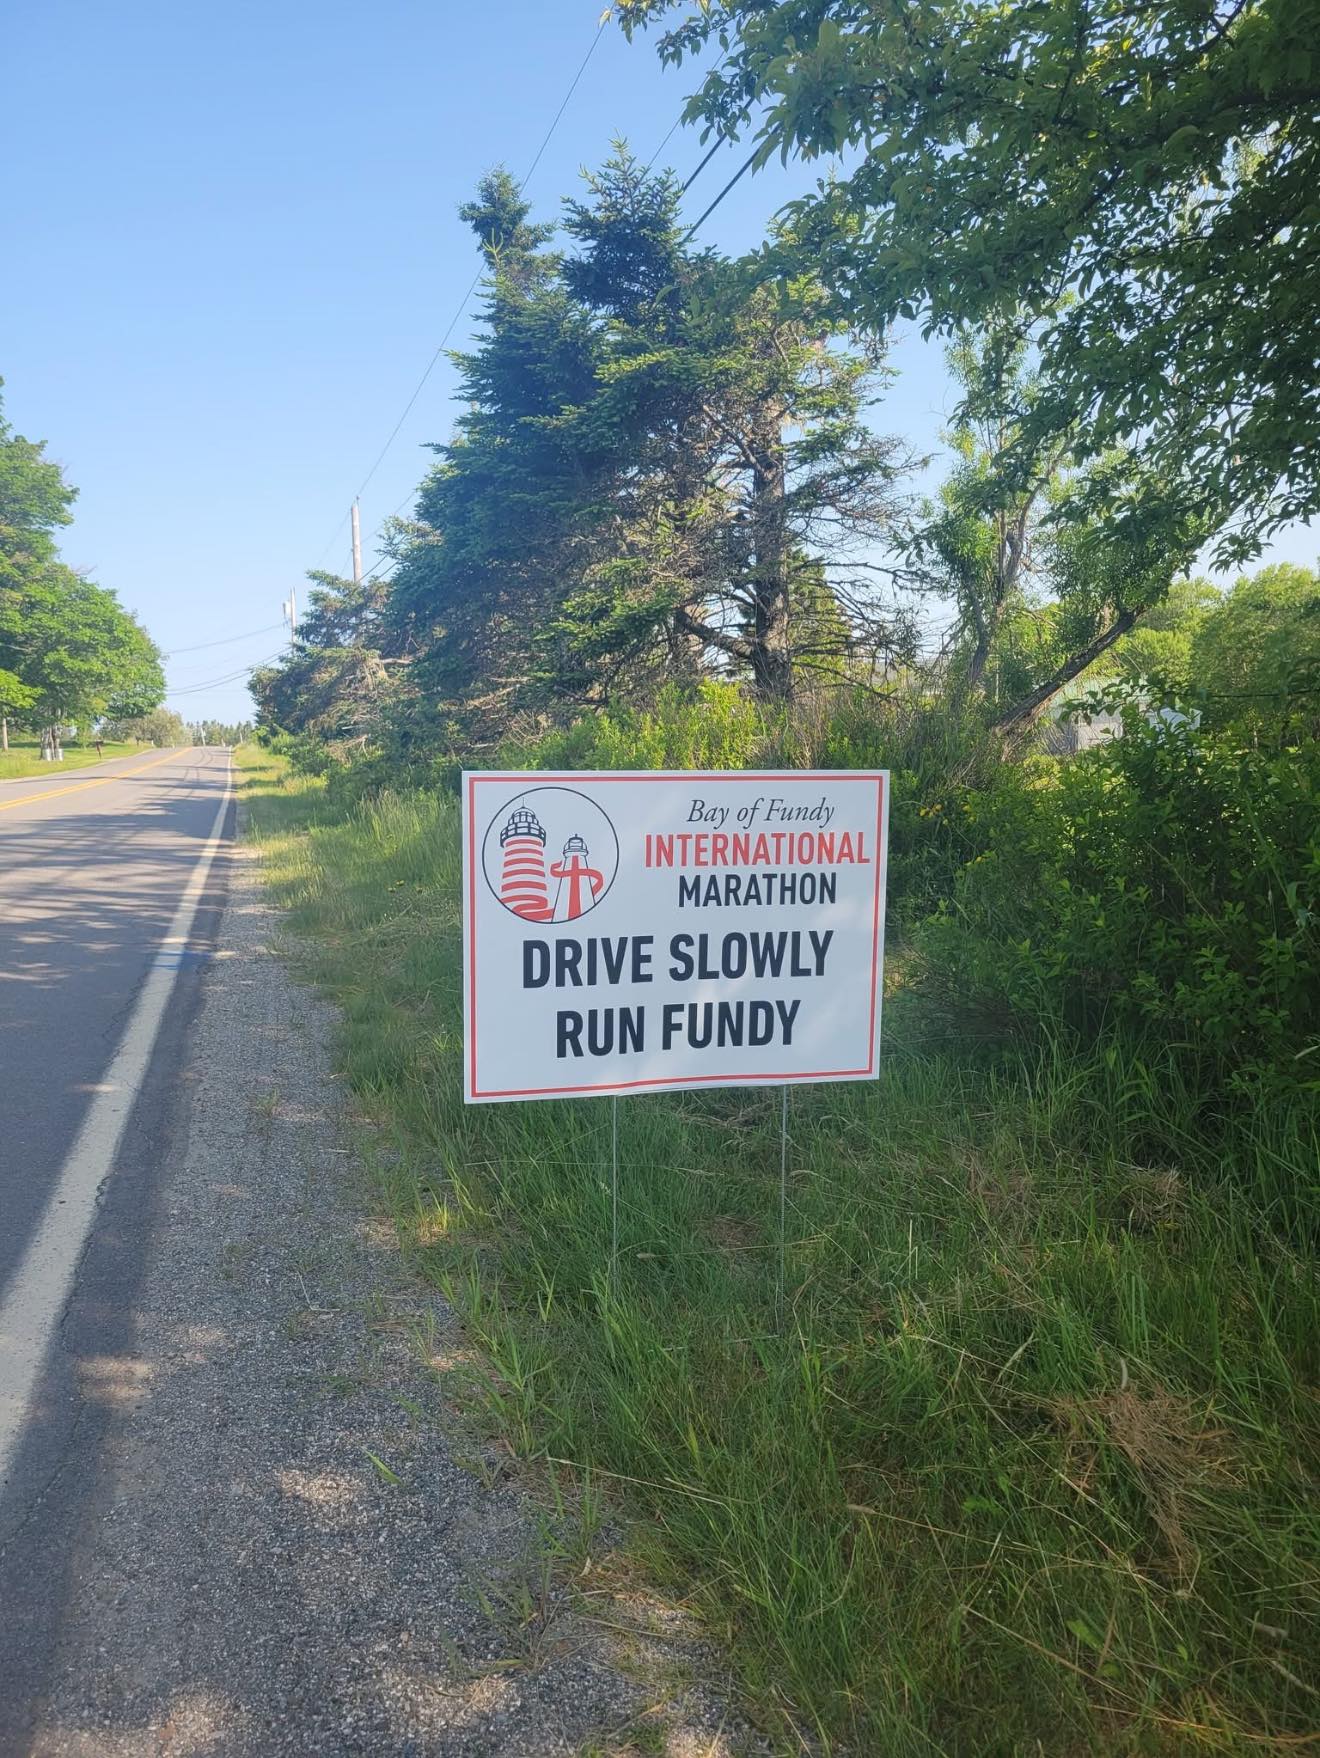 Bay of Fundy
INTERNATIONAL
MARATHON
DRIVE SLOWLY
RUN FUNDY